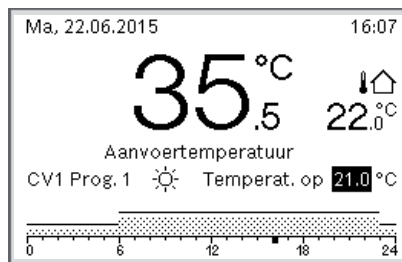 Ma, 22.06.2015 16:07
35.5 °C
22.0 °C
Aanvoertemperatuur
CV1 Prog. 1 Temperat. op 21.0 °C
0 6 12 18 24